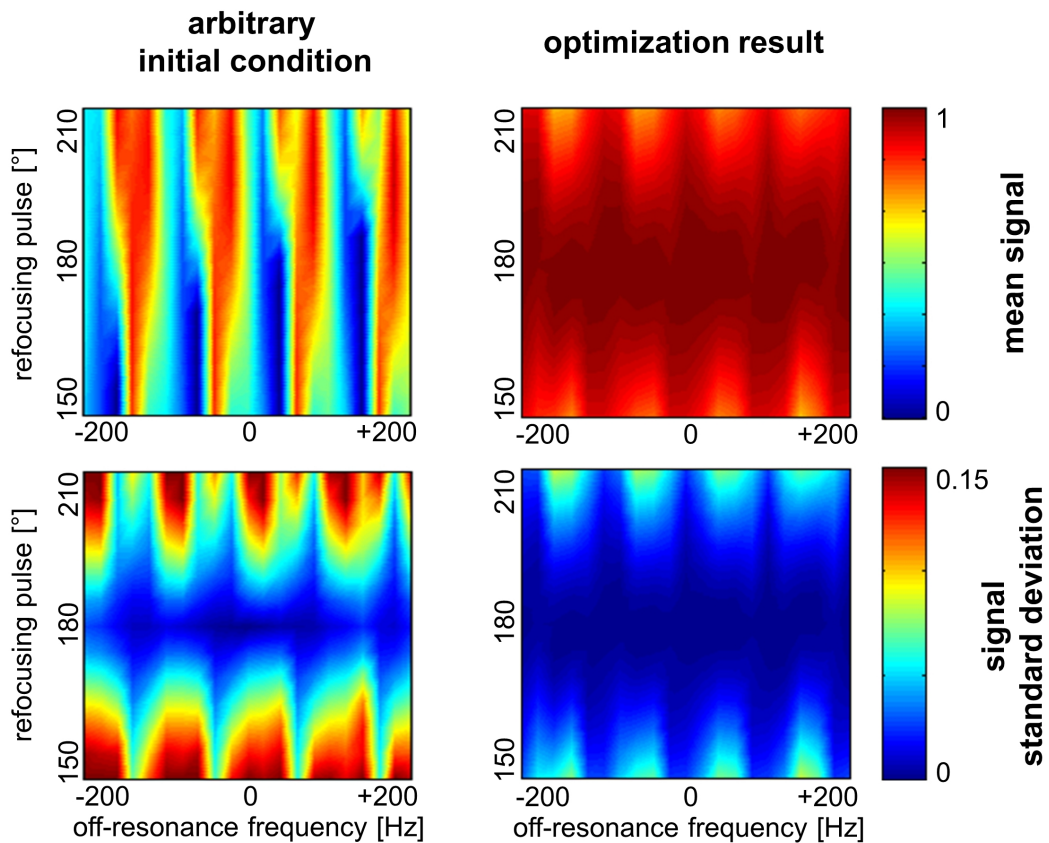 arbitrary
initial condition
optimization result
refocusing pulse [°]
210
180
150
-200 0 +200
-200 0 +200
1
0
mean signal
refocusing pulse [°]
210
180
150
210
180
150
-200 0 +200
off-resonance frequency [Hz]
210
180
150
-200 0 +200
off-resonance frequency [Hz]
0.15
0
signal
standard deviation